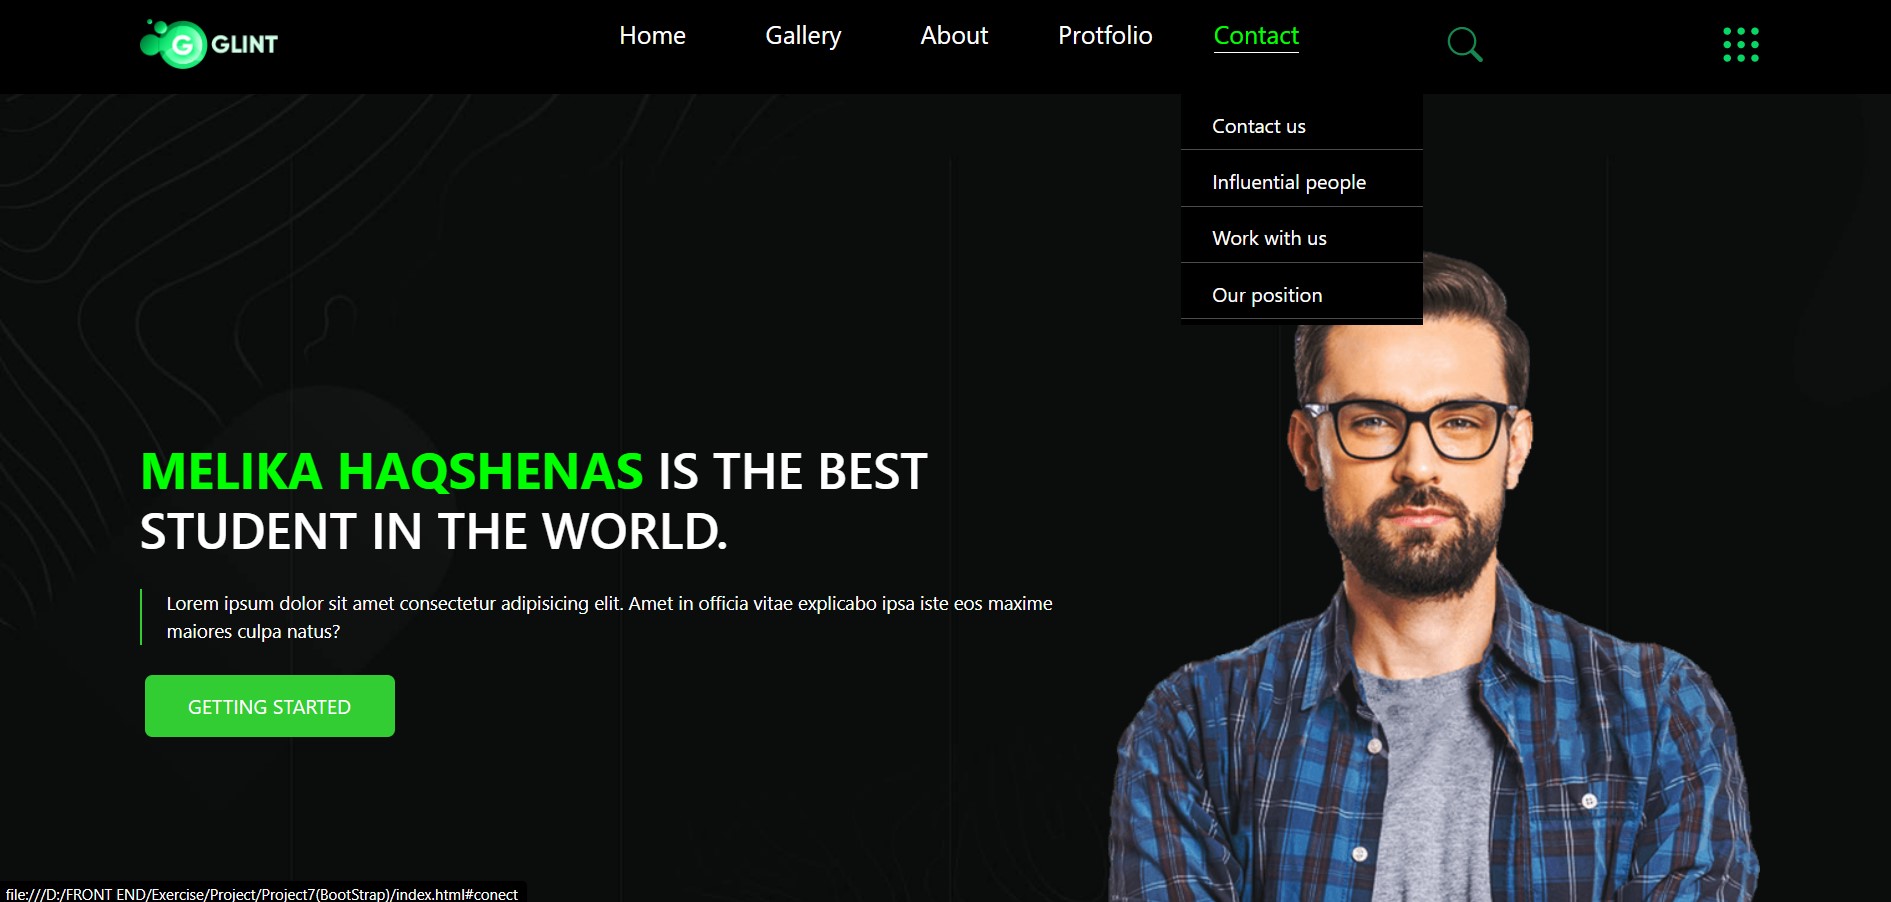 G GLINT
Home Gallery About Protfolio Contact
Contact us
Influential people
Work with us
Our position
MELIKA HAQSHENAS IS THE BEST
STUDENT IN THE WORLD.
Lorem ipsum dolor sit amet consectetur adipisicing elit. Amet in officia vitae explicabo ipsa iste eos maxime
maiores culpa natus?
GETTING STARTED
file:///D:/FRONT END/Exercise/Project/Project7(BootStrap)/index.html#conect